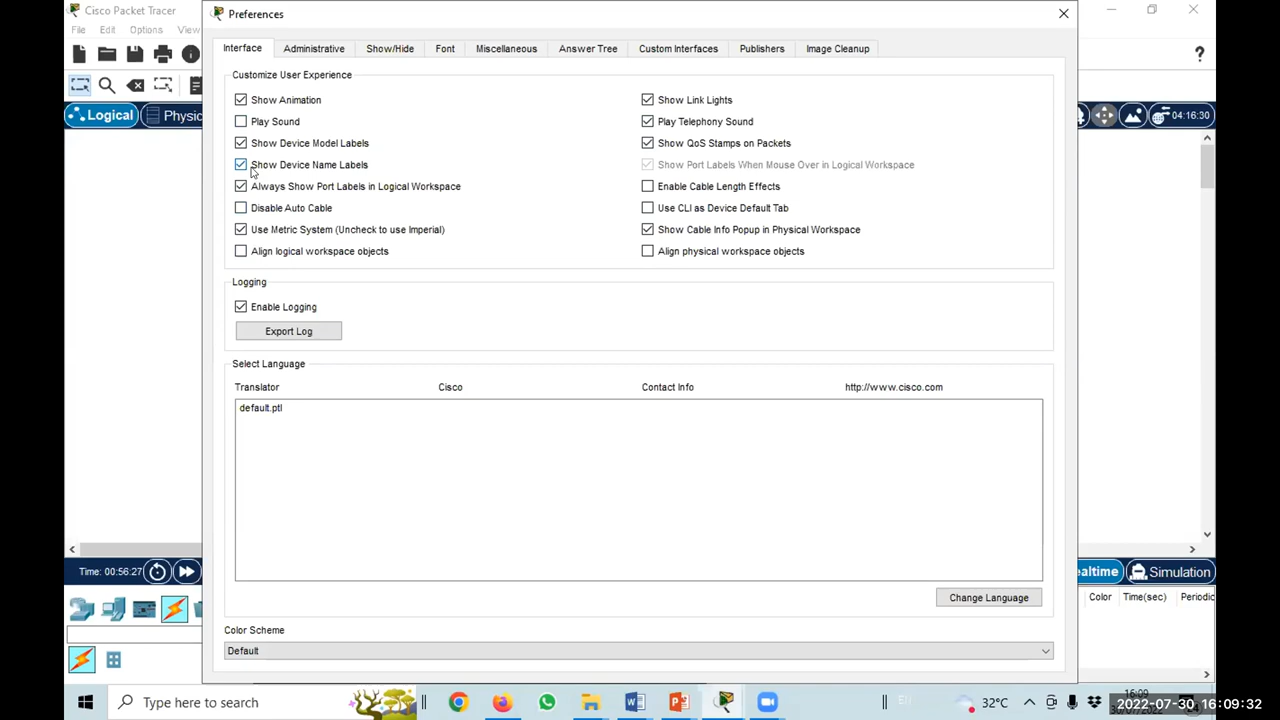 Cisco Packet Tracer
Preferences
File Edit Options View
Interface Administrative Show/Hide Font Miscellaneous Answer Tree Custom Interfaces Publishers Image Cleanup
?
Customize User Experience
Show Animation
Show Link Lights
Play Sound
Play Telephony Sound
Logical
Physic
04:16:30
Show Device Model Labels
Show QoS Stamps on Packets
Show Device Name Labels
Show Port Labels When Mouse Over in Logical Workspace
Always Show Port Labels in Logical Workspace
Enable Cable Length Effects
Disable Auto Cable
Use CLI as Device Default Tab
Use Metric System (Uncheck to use Imperial)
Show Cable Info Popup in Physical Workspace
Align logical workspace objects
Align physical workspace objects
Logging
Enable Logging
Export Log
Select Language
Translator Cisco Contact Info http://www.cisco.com
default.ptl
Time: 00:56:27
ealtime
Simulation
Change Language
Color Time(sec) Periodic
Color Scheme
Default
Type here to search
32°C
16:09
2022-07-30 16:09:32